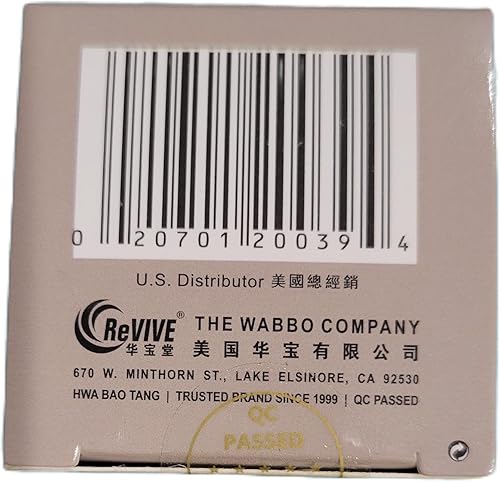 0 20701 20039 4
U.S. Distributor 美國總經銷
ReVIVE®
华宝堂
THE WABBO COMPANY
美国华宝有限公司
670 W. MINTHORN ST., LAKE ELSINORE, CA 92530
HWA BAO TANG | TRUSTED BRAND SINCE 1999 | QC PASSED
QC
PASSED